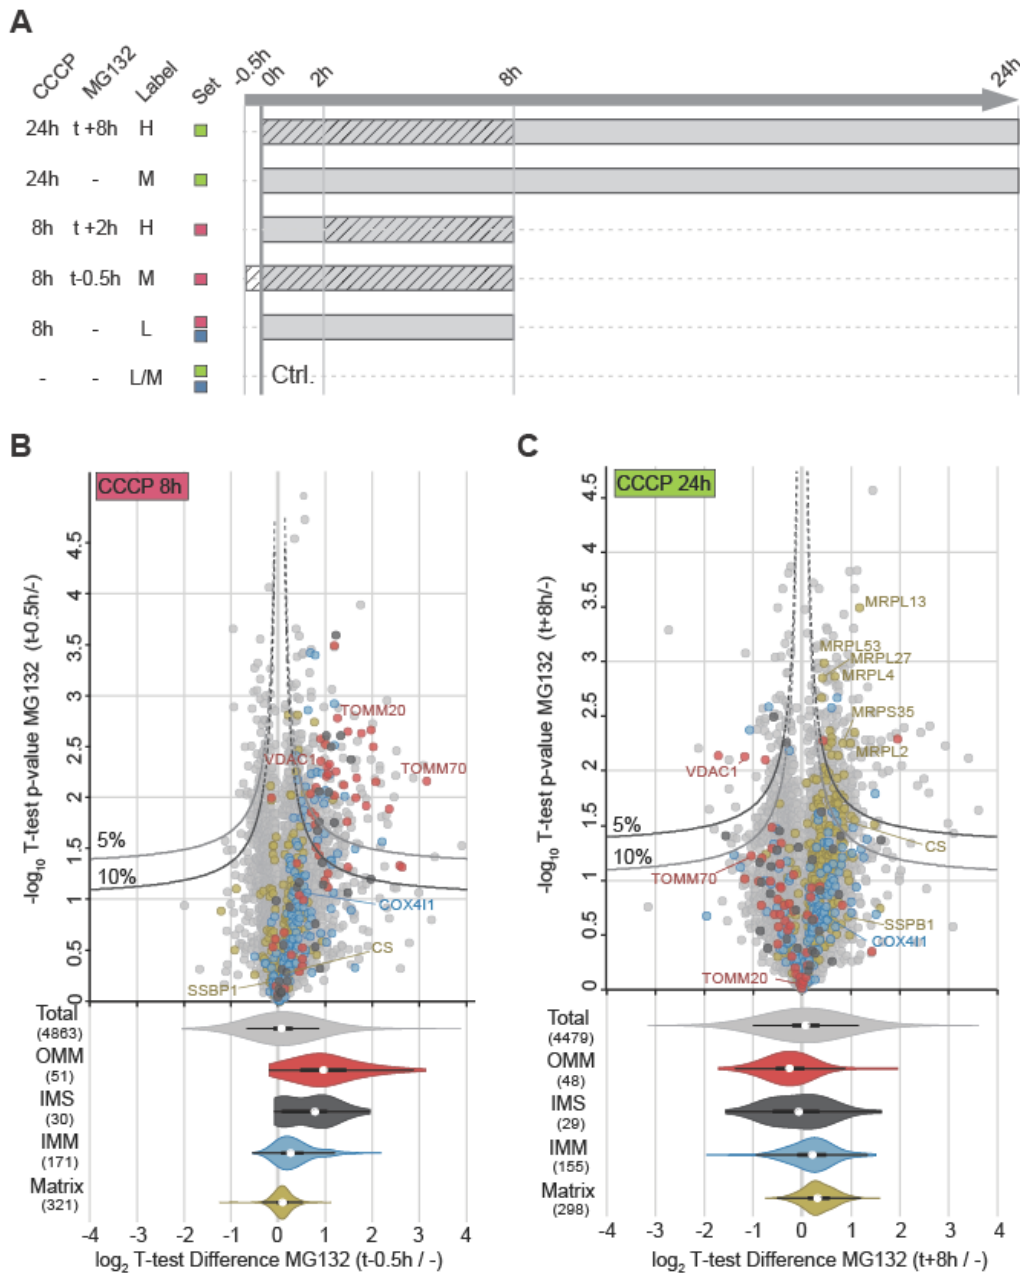 A
CCCP MG132 Label Set -0.5h 0h 2h 8h 24h
24h t +8h H
24h - M
8h t +2h H
8h t-0.5h M
8h - L
- - L/M Ctrl.
B
CCCP 8h
-log10 T-test p-value MG132 (t-0.5h/-)
4.5
4
3.5
3
2.5
2
1.5
1
0.5
0
TOMM20
VDAC1
TOMM70
5%
10%
COX4I1
CS
SSBP1
Total
(4863)
OMM
(51)
IMS
(30)
IMM
(171)
Matrix
(321)
-4 -3 -2 -1 0 1 2 3 4
log2 T-test Difference MG132 (t-0.5h / -)
C
CCCP 24h
-log10 T-test p-value MG132 (t+8h/-)
4.5
4
3.5
3
2.5
2
1.5
1
0.5
0
MRPL13
MRPL53
MRPL27
MRPL4
MRPS35
MRPL2
VDAC1
5%
CS
10%
TOMM70
SSPB1
COX4I1
TOMM20
Total
(4479)
OMM
(48)
IMS
(29)
IMM
(155)
Matrix
(298)
-4 -3 -2 -1 0 1 2 3 4
log2 T-test Difference MG132 (t+8h / -)